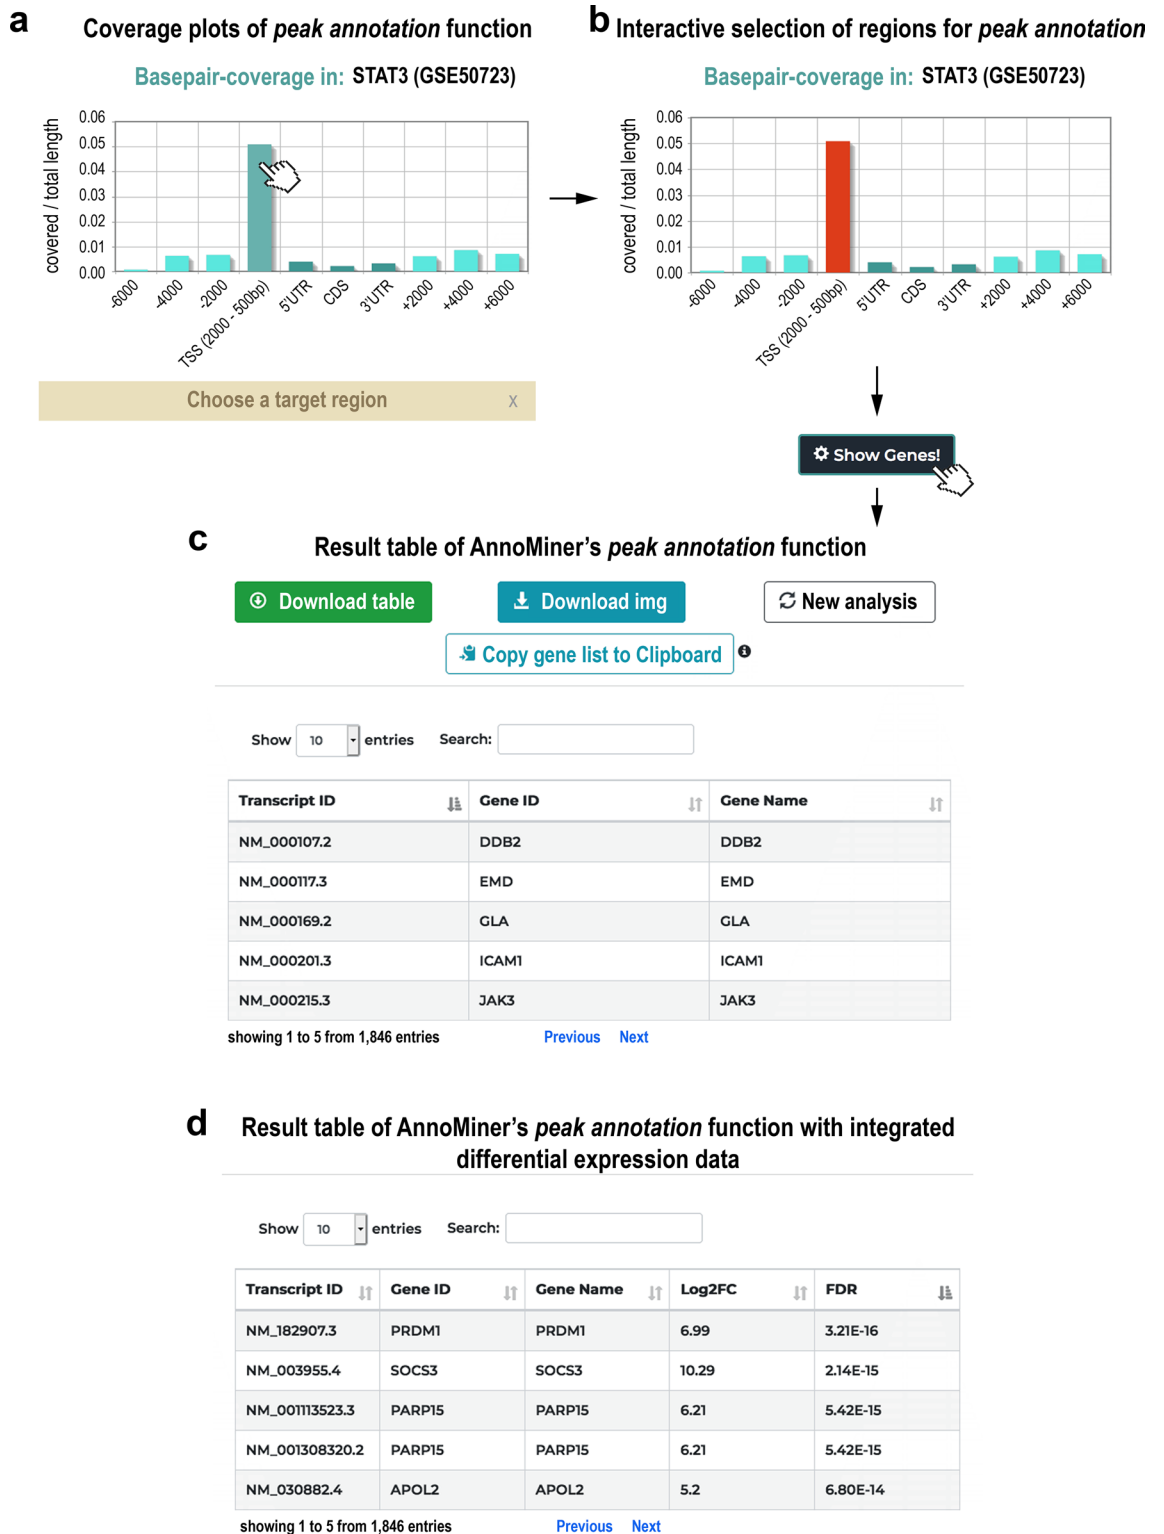 a
Coverage plots of peak annotation function
Basepair-coverage in: STAT3 (GSE50723)
covered / total length
0.06
0.05
0.04
0.03
0.02
0.01
0.00
-6000
-4000
-2000
TSS (2000 - 500bp)
5'UTR
CDS
3'UTR
+2000
+4000
+6000
Choose a target region x
b
Interactive selection of regions for peak annotation
Basepair-coverage in: STAT3 (GSE50723)
covered / total length
0.06
0.05
0.04
0.03
0.02
0.01
0.00
-6000
-4000
-2000
TSS (2000 - 500bp)
5'UTR
CDS
3'UTR
+2000
+4000
+6000
Show Genes!
c
Result table of AnnoMiner's peak annotation function
Download table Download img New analysis
Copy gene list to Clipboard i
Show 10 entries Search:
Transcript ID Gene ID Gene Name
NM_000107.2 DDB2 DDB2
NM_000117.3 EMD EMD
NM_000169.2 GLA GLA
NM_000201.3 ICAM1 ICAM1
NM_000215.3 JAK3 JAK3
showing 1 to 5 from 1,846 entries Previous Next
d
Result table of AnnoMiner's peak annotation function with integrated
differential expression data
Show 10 entries Search:
Transcript ID Gene ID Gene Name Log2FC FDR
NM_182907.3 PRDM1 PRDM1 6.99 3.21E-16
NM_003955.4 SOCS3 SOCS3 10.29 2.14E-15
NM_001113523.3 PARP15 PARP15 6.21 5.42E-15
NM_001308320.2 PARP15 PARP15 6.21 5.42E-15
NM_030882.4 APOL2 APOL2 5.2 6.80E-14
showing 1 to 5 from 1,846 entries Previous Next